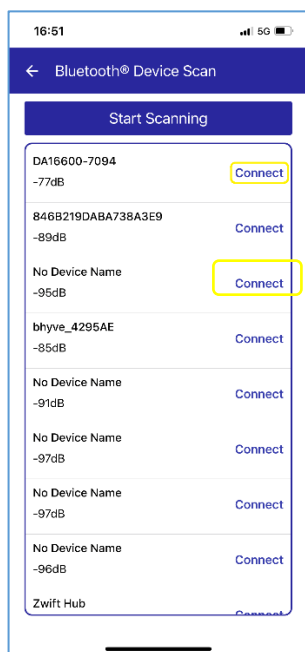 16:51
5G
← Bluetooth® Device Scan
Start Scanning
DA16600-7094
Connect
-77dB
846B219DABA738A3E9
Connect
-89dB
No Device Name
Connect
-95dB
bhyve_4295AE
Connect
-85dB
No Device Name
Connect
-91dB
No Device Name
Connect
-97dB
No Device Name
Connect
-97dB
No Device Name
Connect
-96dB
Zwift Hub
Connect